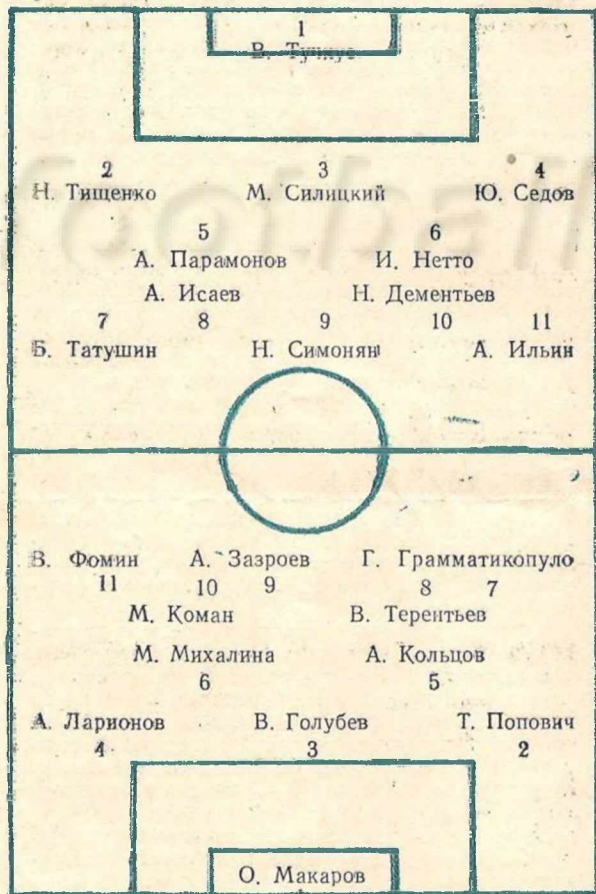 1
В.
2 3 4
Н. Тищенко М. Силицкий Ю. Седов
5 6
А. Парамонов И. Нетто
А. Исаев Н. Дементьев
7 8 9 10 11
Б. Татушин Н. Симонян А. Ильин
В. Фомин А. Зазроев Г. Грамматикопуло
11 10 9 8 7
М. Коман В. Терентьев
М. Михалина А. Кольцов
6 5
А. Ларионов В. Голубев Т. Попович
4 3 2
О. Макаров